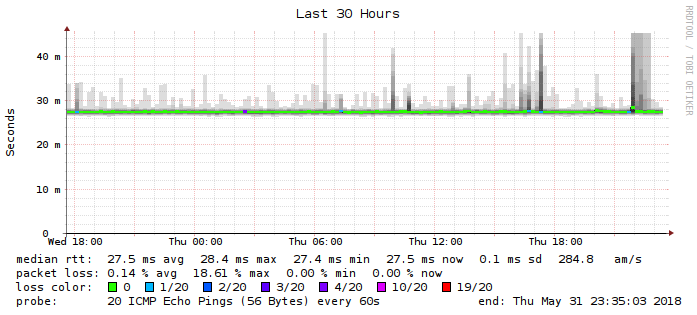 Last 30 Hours
RRDTOOL / TOBI OETIKER
Seconds
40 m
30 m
20 m
10 m
0
Wed 18:00 Thu 00:00 Thu 06:00 Thu 12:00 Thu 18:00
median rtt: 27.5 ms avg 28.4 ms max 27.4 ms min 27.5 ms now 0.1 ms sd 284.8 am/s
packet loss: 0.14 % avg 18.61 % max 0.00 % min 0.00 % now
loss color: 0 1/20 2/20 3/20 4/20 10/20 19/20
probe: 20 ICMP Echo Pings (56 Bytes) every 60s end: Thu May 31 23:35:03 2018